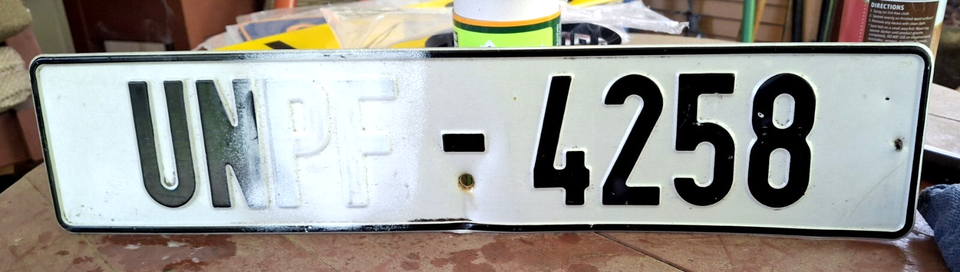 UNPF - 4258
DIRECTIONS